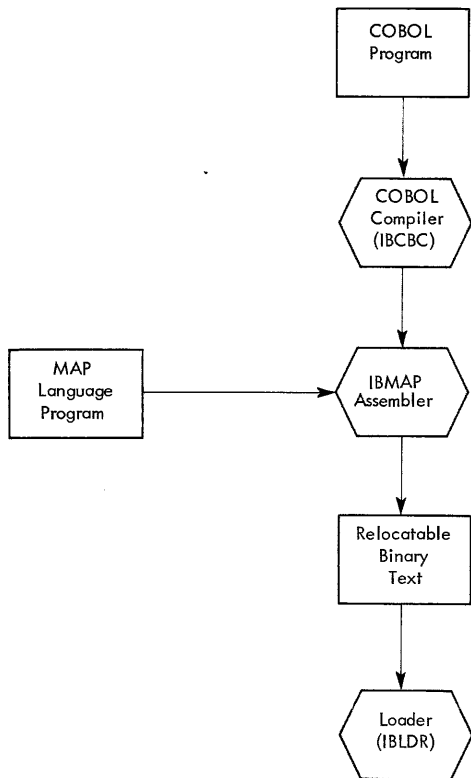 COBOL
Program
COBOL
Compiler
(IBCBC)
MAP
Language
Program
IBMAP
Assembler
Relocatable
Binary
Text
Loader
(IBLDR)